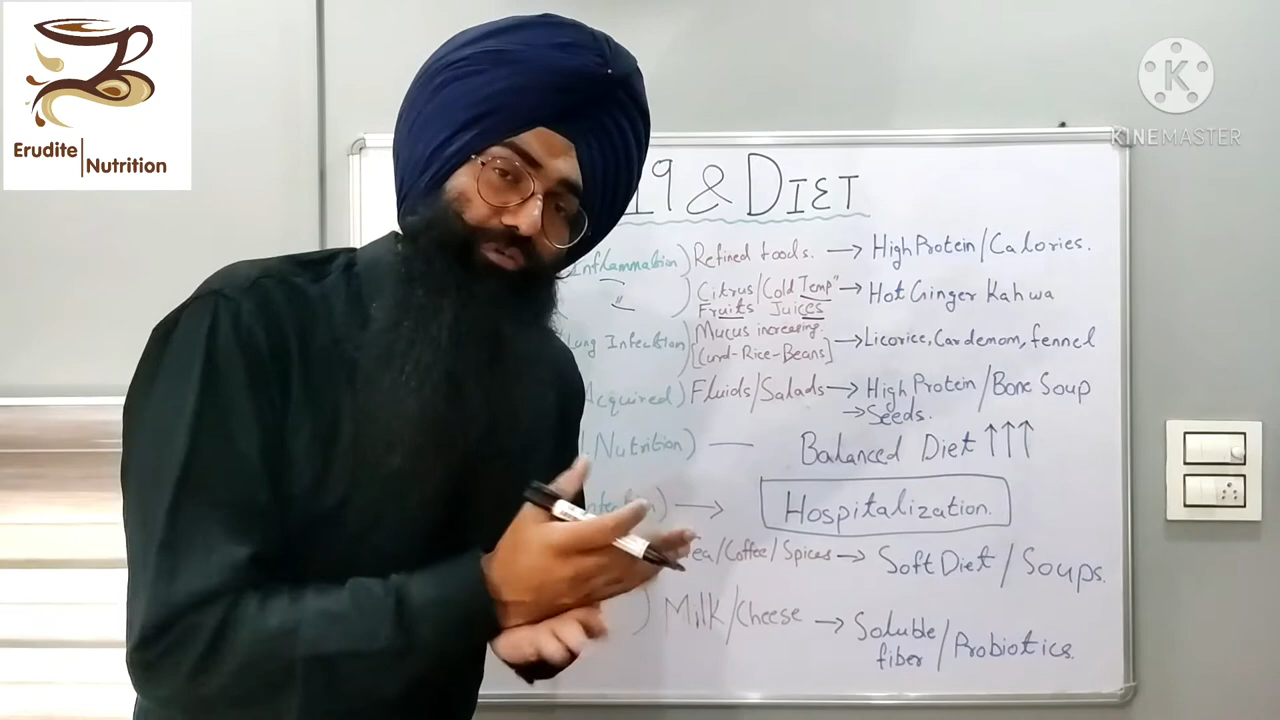 Erudite | Nutrition
K
KINEMASTER
19 & DIET
Inflammation) Refined foods. → High Protein/Calories.
" ) Citrus/Cold Temp" → Hot Ginger Kahwa
Fruits Juices
Lung Infection) Mucus increasing. → Licorice, Cardemom, fennel
[Curd-Rice-Beans]
Acquired) Fluids/Salads → High Protein/Bone Soup
→ Seeds.
Nutrition) — Balanced Diet ↑↑↑
) → Hospitalization.
Tea/Coffee/Spices → Soft Diet/Soups.
) Milk/Cheese → Soluble fiber/Probiotics.